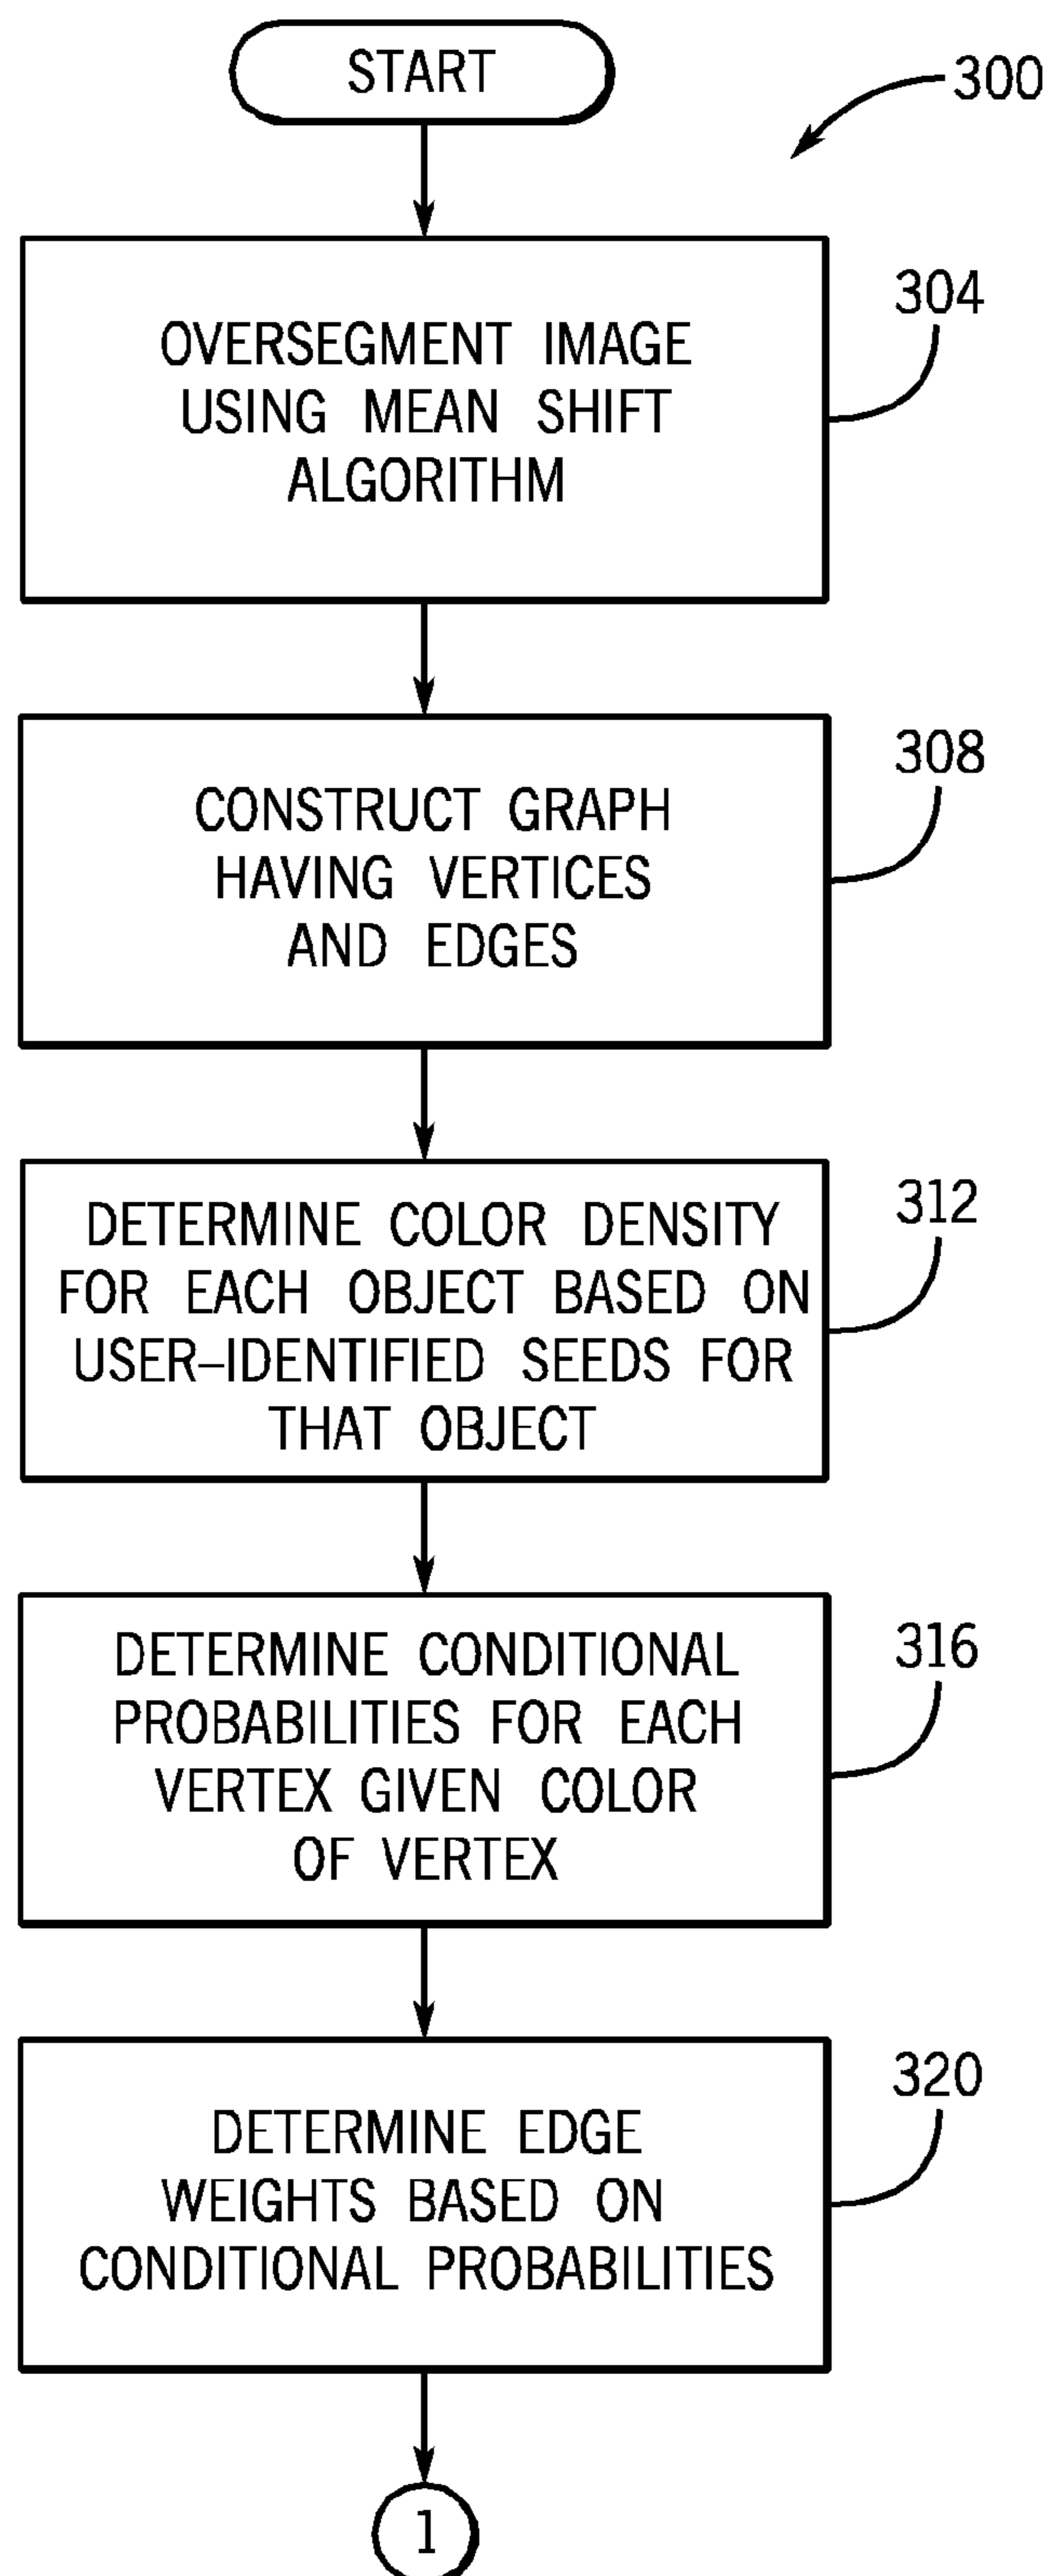 START
300
304
OVERSEGMENT IMAGE
USING MEAN SHIFT
ALGORITHM
308
CONSTRUCT GRAPH
HAVING VERTICES
AND EDGES
312
DETERMINE COLOR DENSITY
FOR EACH OBJECT BASED ON
USER–IDENTIFIED SEEDS FOR
THAT OBJECT
316
DETERMINE CONDITIONAL
PROBABILITIES FOR EACH
VERTEX GIVEN COLOR
OF VERTEX
320
DETERMINE EDGE
WEIGHTS BASED ON
CONDITIONAL PROBABILITIES
1